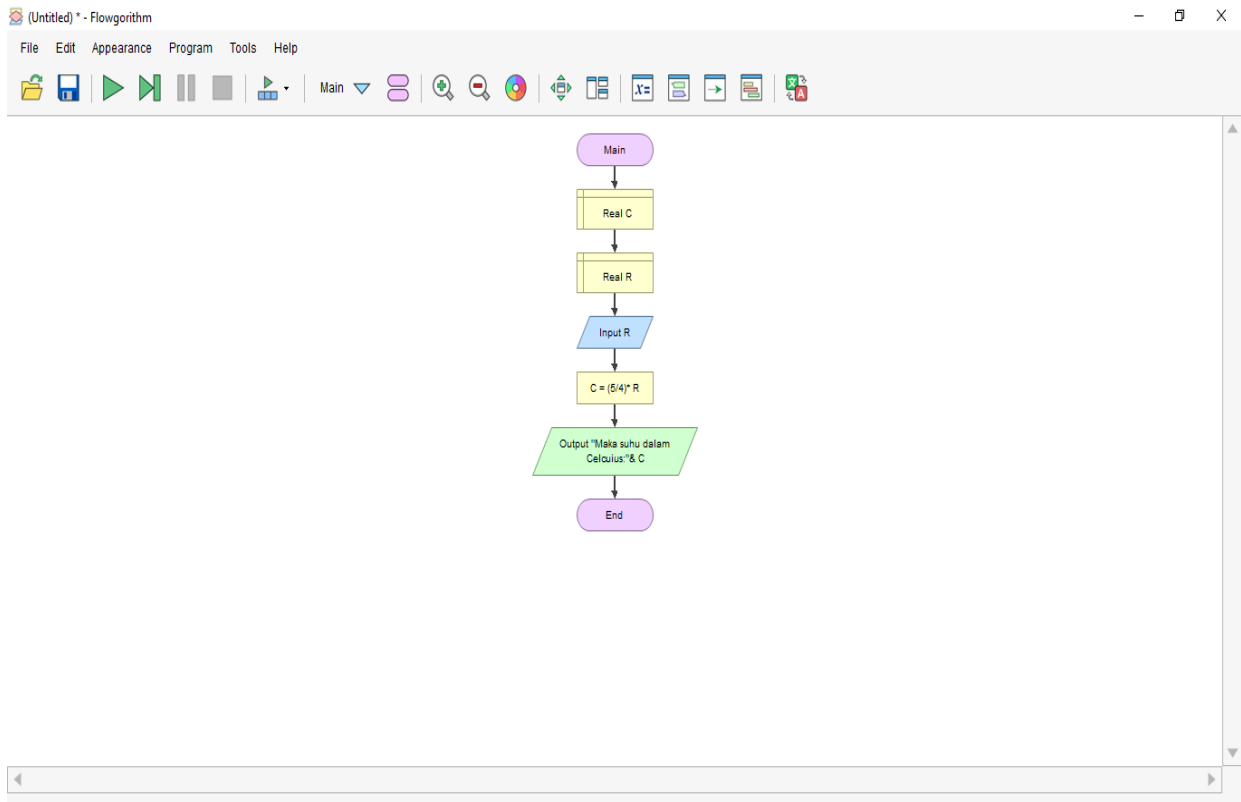 (Untitled) * - Flowgorithm
File Edit Appearance Program Tools Help
Main
x=
A
Main
Real C
Real R
Input R
C = (5/4)* R
Output "Maka suhu dalam
Celcuius:"& C
End